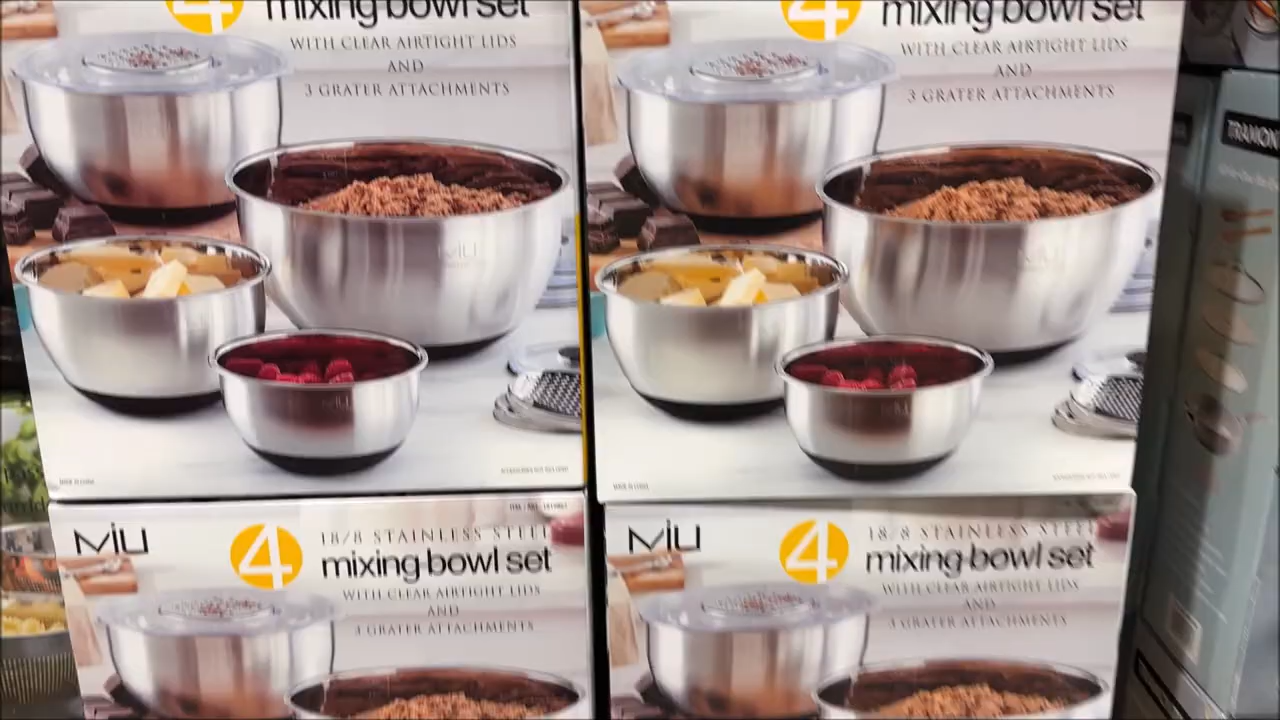 4 mixing bowl set
WITH CLEAR AIRTIGHT LIDS
AND
3 GRATER ATTACHMENTS
MIU
4 mixing bowl set
WITH CLEAR AIRTIGHT LIDS
AND
3 GRATER ATTACHMENTS
MIU
TRAMON
MIU
4
18/8 STAINLESS STEEL
mixing bowl set
WITH CLEAR AIRTIGHT LIDS
AND
3 GRATER ATTACHMENTS
MIU
4
18/8 STAINLESS STEEL
mixing bowl set
WITH CLEAR AIRTIGHT LIDS
AND
3 GRATER ATTACHMENTS